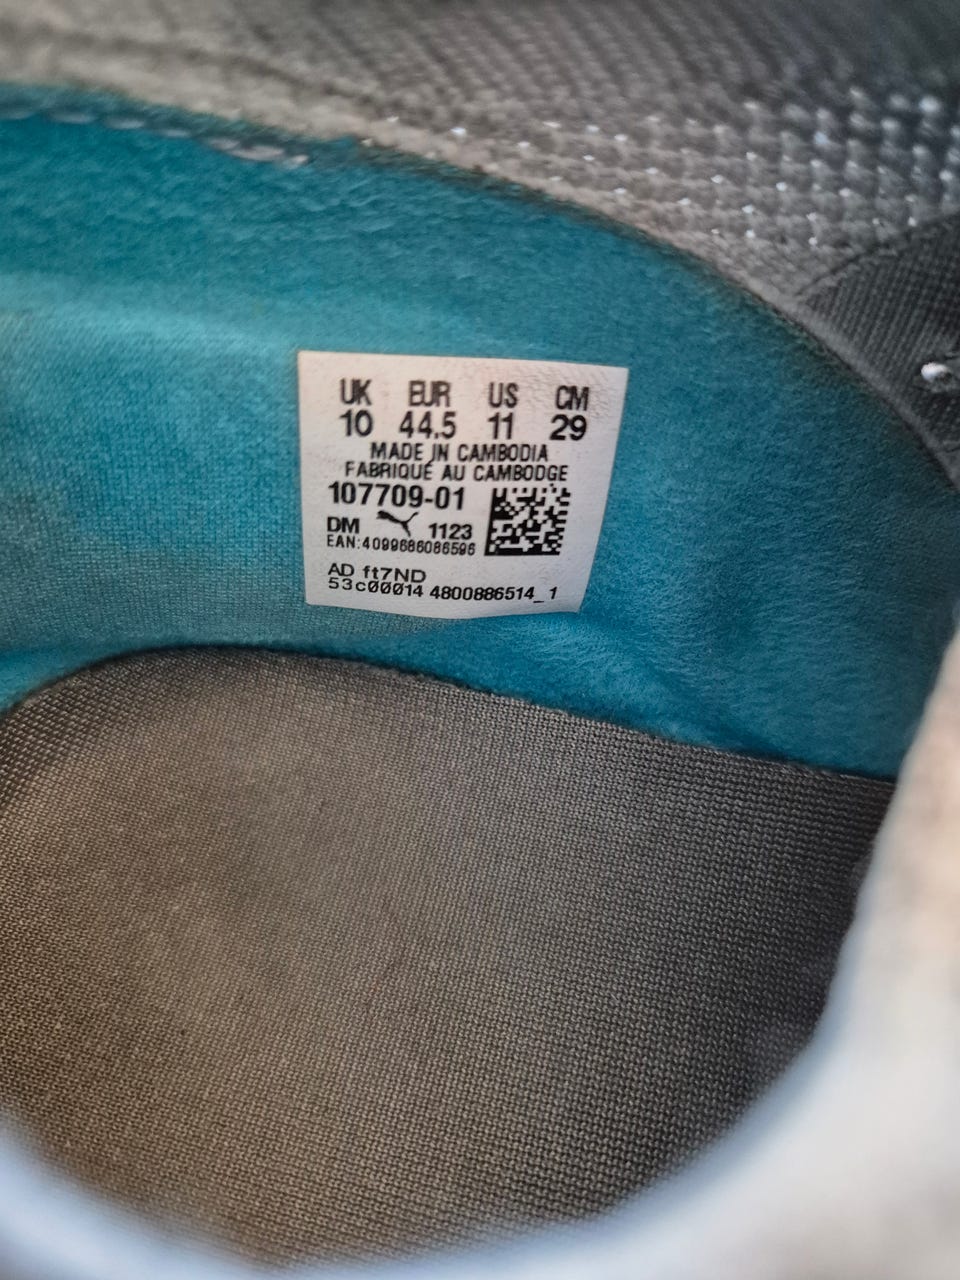 UK EUR US CM
10 44.5 11 29
MADE IN CAMBODIA
FABRIQUÉ AU CAMBODGE
107709-01
DM 1123
EAN:4099686086596
AD ft7ND
53c00014 4800886514_1